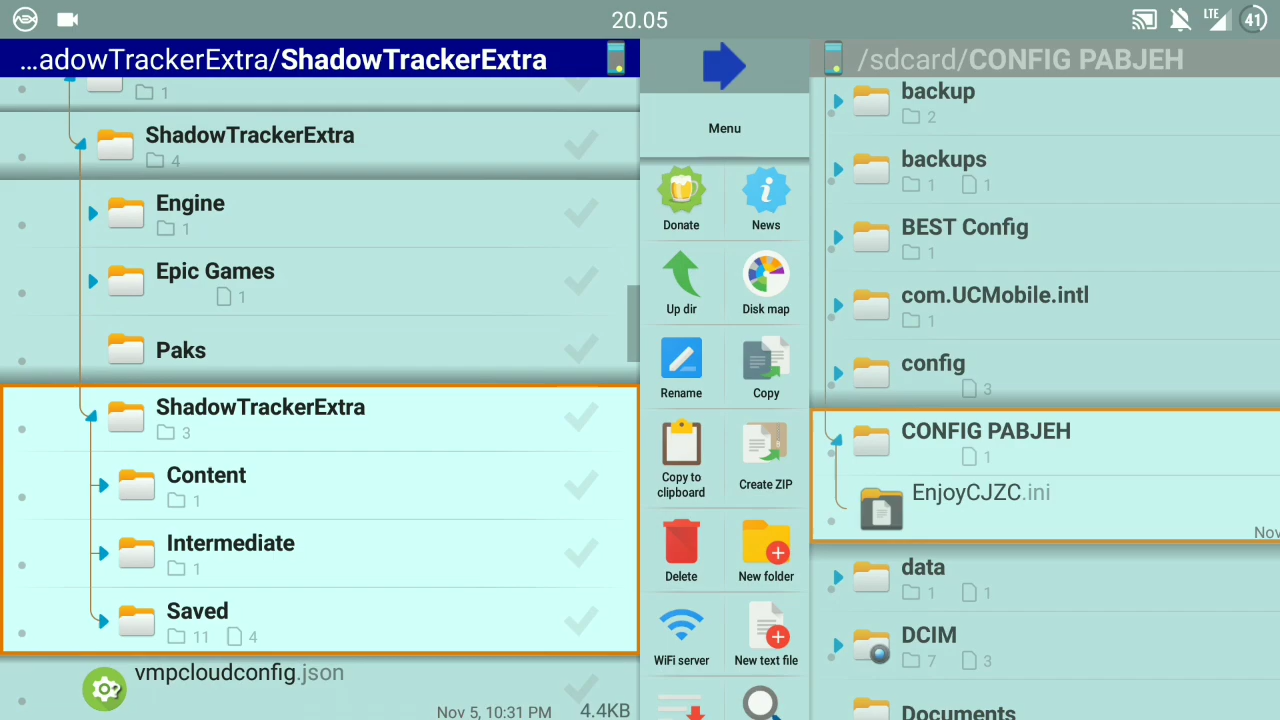 20.05
LTE
41
...adowTrackerExtra/ShadowTrackerExtra
1
ShadowTrackerExtra
4
Engine
1
Epic Games
1
Paks
ShadowTrackerExtra
3
Content
1
Intermediate
1
Saved
11 4
vmpcloudconfig.json
Nov 5, 10:31 PM 4.4KB
Menu
Donate
News
Up dir
Disk map
Rename
Copy
Copy to
clipboard
Create ZIP
Delete
New folder
WiFi server
New text file
/sdcard/CONFIG PABJEH
backup
2
backups
1 1
BEST Config
1
com.UCMobile.intl
1
config
3
CONFIG PABJEH
1
EnjoyCJZC.ini
Nov
data
1 1
DCIM
7 3
Documents